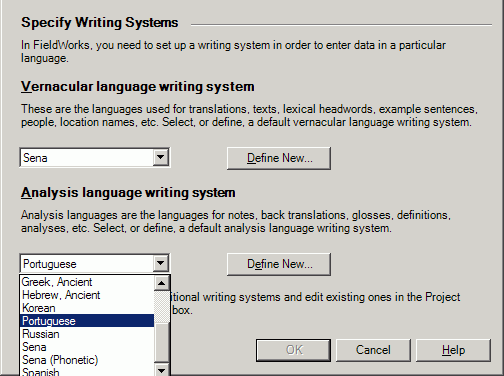 Specify Writing Systems
In FieldWorks, you need to set up a writing system in order to enter data in a particular
language.
Vernacular language writing system
These are the languages used for translations, texts, lexical headwords, example sentences,
people, location names, etc. Select, or define, a default vernacular language writing system.
Sena
Define New...
Analysis language writing system
Analysis languages are the languages for notes, back translations, glosses, definitions,
analyses, etc. Select, or define, a default analysis language writing system.
Portuguese
Define New...
Greek, Ancient
Hebrew, Ancient
Korean
Portuguese
Russian
Sena
Sena (Phonetic)
Spanish
itional writing systems and edit existing ones in the Project
box.
OK
Cancel
Help